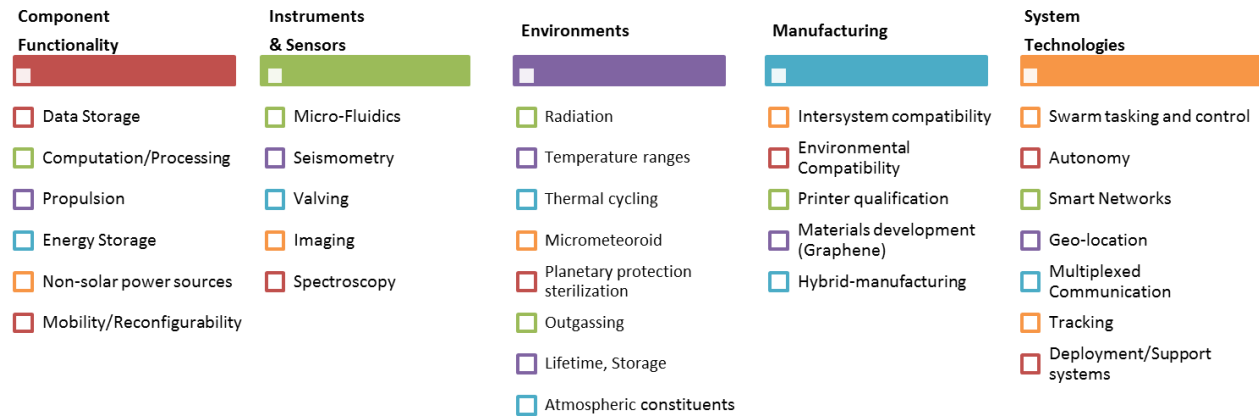 Component
Functionality
Data Storage
Computation/Processing
Propulsion
Energy Storage
Non-solar power sources
Mobility/Reconfigurability
Instruments
& Sensors
Micro-Fluidics
Seismometry
Valving
Imaging
Spectroscopy
Environments
Radiation
Temperature ranges
Thermal cycling
Micrometeoroid
Planetary protection
sterilization
Outgassing
Lifetime, Storage
Atmospheric constituents
Manufacturing
Intersystem compatibility
Environmental
Compatibility
Printer qualification
Materials development
(Graphene)
Hybrid-manufacturing
System
Technologies
Swarm tasking and control
Autonomy
Smart Networks
Geo-location
Multiplexed
Communication
Tracking
Deployment/Support
systems